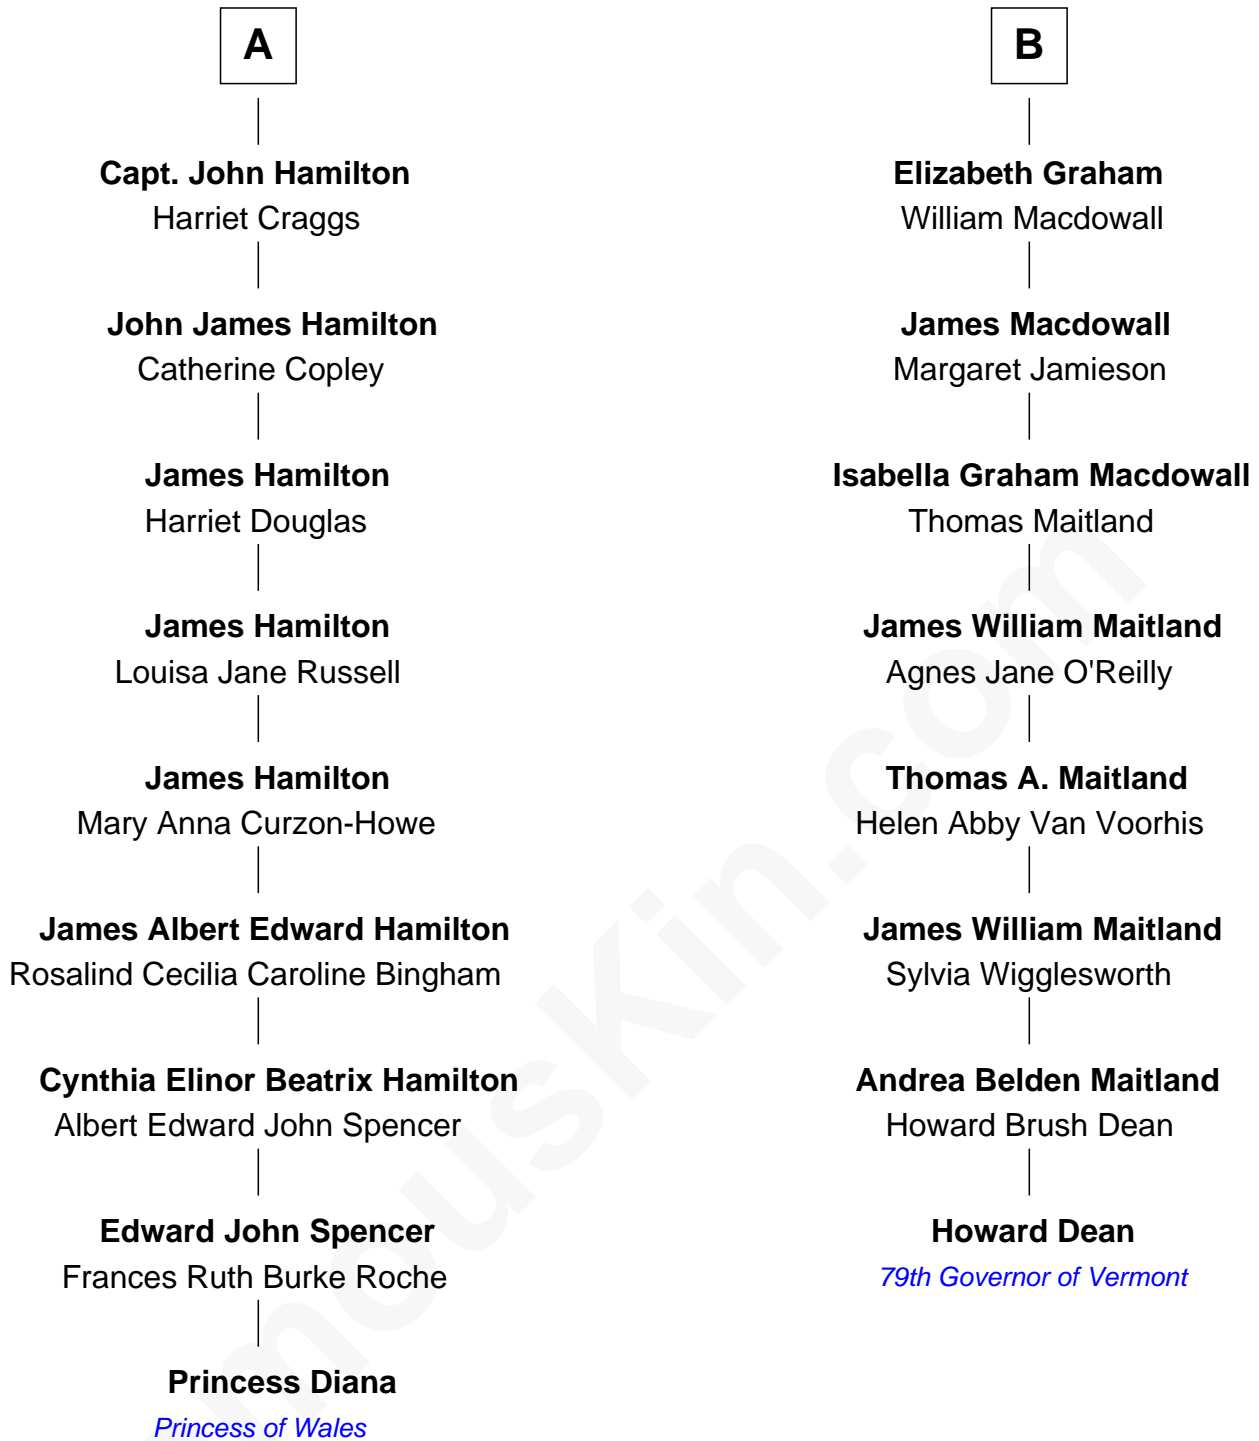 A
Capt. John Hamilton
Harriet Craggs
John James Hamilton
Catherine Copley
James Hamilton
Harriet Douglas
James Hamilton
Louisa Jane Russell
James Hamilton
Mary Anna Curzon-Howe
James Albert Edward Hamilton
Rosalind Cecilia Caroline Bingham
Cynthia Elinor Beatrix Hamilton
Albert Edward John Spencer
Edward John Spencer
Frances Ruth Burke Roche
Princess Diana
Princess of Wales
B
Elizabeth Graham
William Macdowall
James Macdowall
Margaret Jamieson
Isabella Graham Macdowall
Thomas Maitland
James William Maitland
Agnes Jane O'Reilly
Thomas A. Maitland
Helen Abby Van Voorhis
James William Maitland
Sylvia Wigglesworth
Andrea Belden Maitland
Howard Brush Dean
Howard Dean
79th Governor of Vermont
mousKin.com